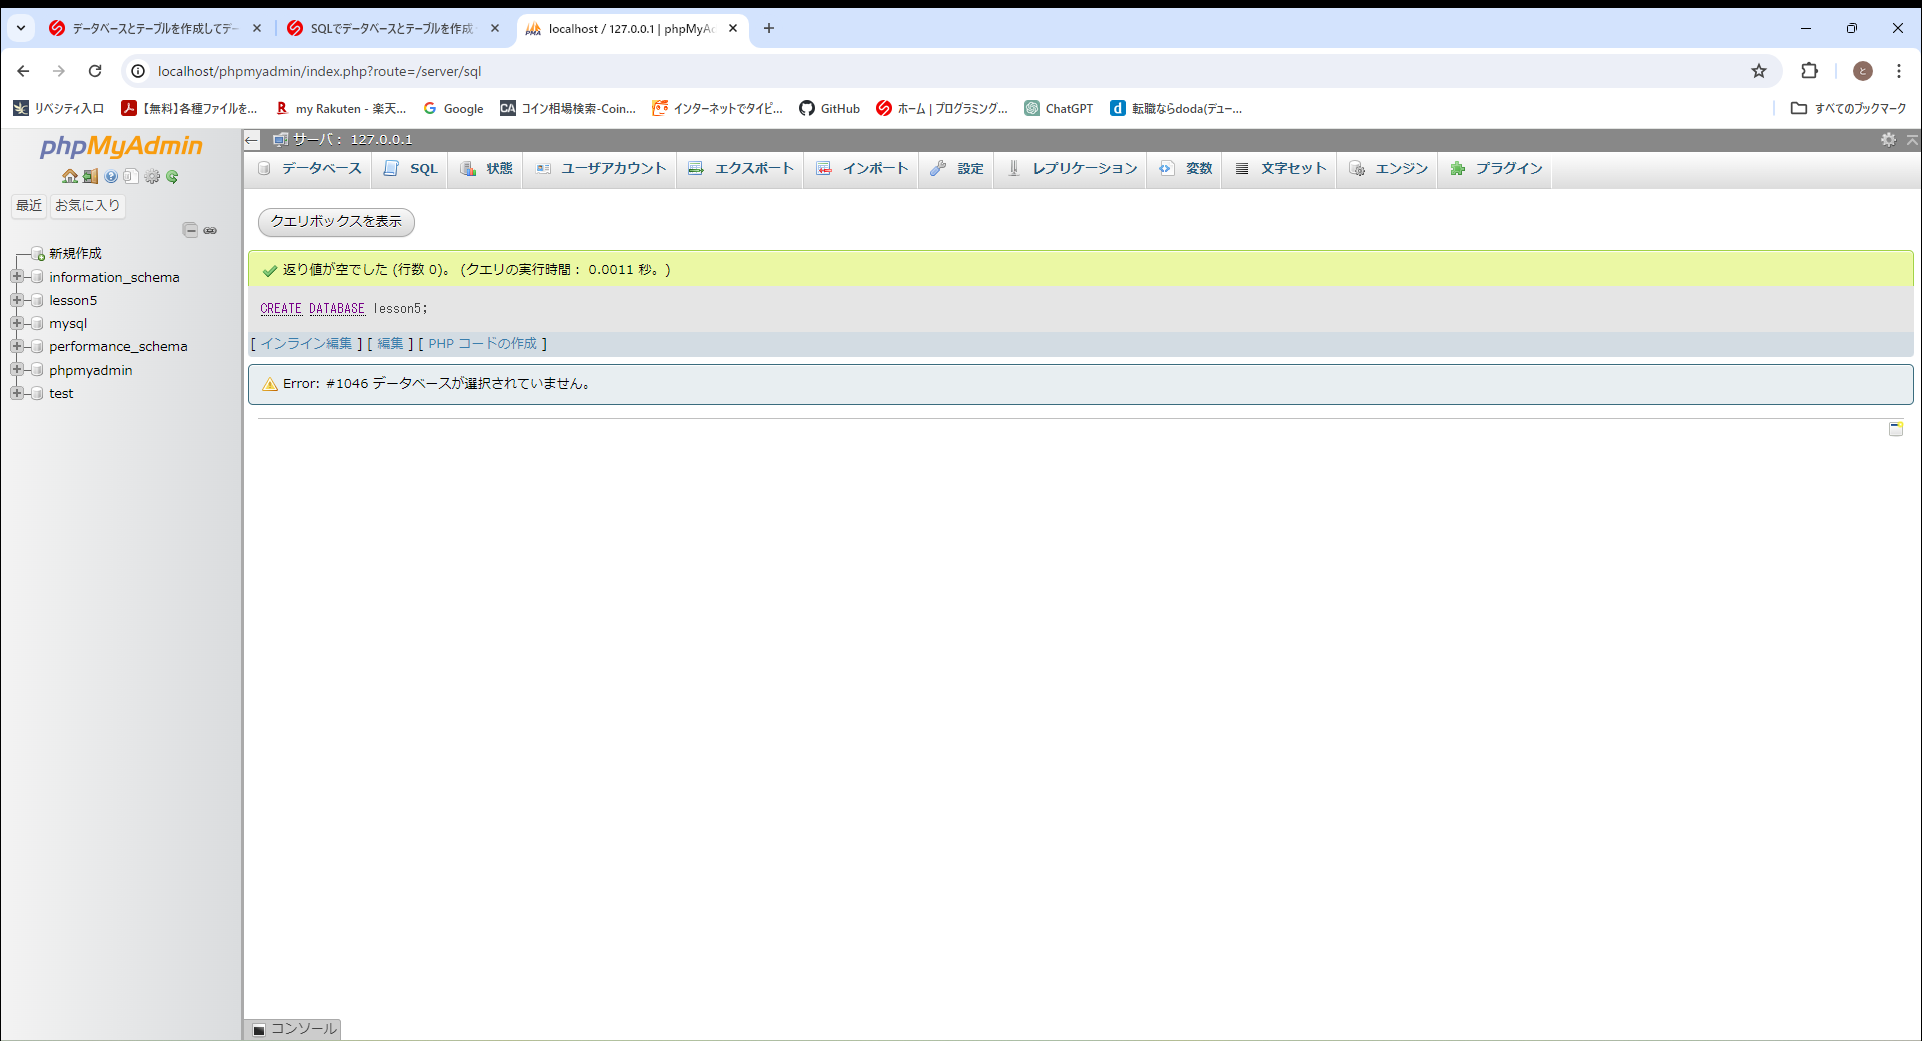 データベースとテーブルを作成してデー
SQLでデータベースとテーブルを作成
localhost / 127.0.0.1 | phpMyAd
localhost/phpmyadmin/index.php?route=/server/sql
リベシティ入口
【無料】各種ファイルを...
my Rakuten - 楽天...
Google
コイン相場検索-Coin...
インターネットでタイピ...
GitHub
ホーム | プログラミング...
ChatGPT
転職ならdoda(デュー...
すべてのブックマーク
phpMyAdmin
最近
お気に入り
新規作成
information_schema
lesson5
mysql
performance_schema
phpmyadmin
test
サーバ: 127.0.0.1
データベース
SQL
状態
ユーザアカウント
エクスポート
インポート
設定
レプリケーション
変数
文字セット
エンジン
プラグイン
クエリボックスを表示
返り値が空でした (行数 0)。 (クエリの実行時間: 0.0011 秒。)
CREATE DATABASE lesson5;
[ インライン編集 ] [ 編集 ] [ PHP コードの作成 ]
Error: #1046 データベースが選択されていません。
コンソール